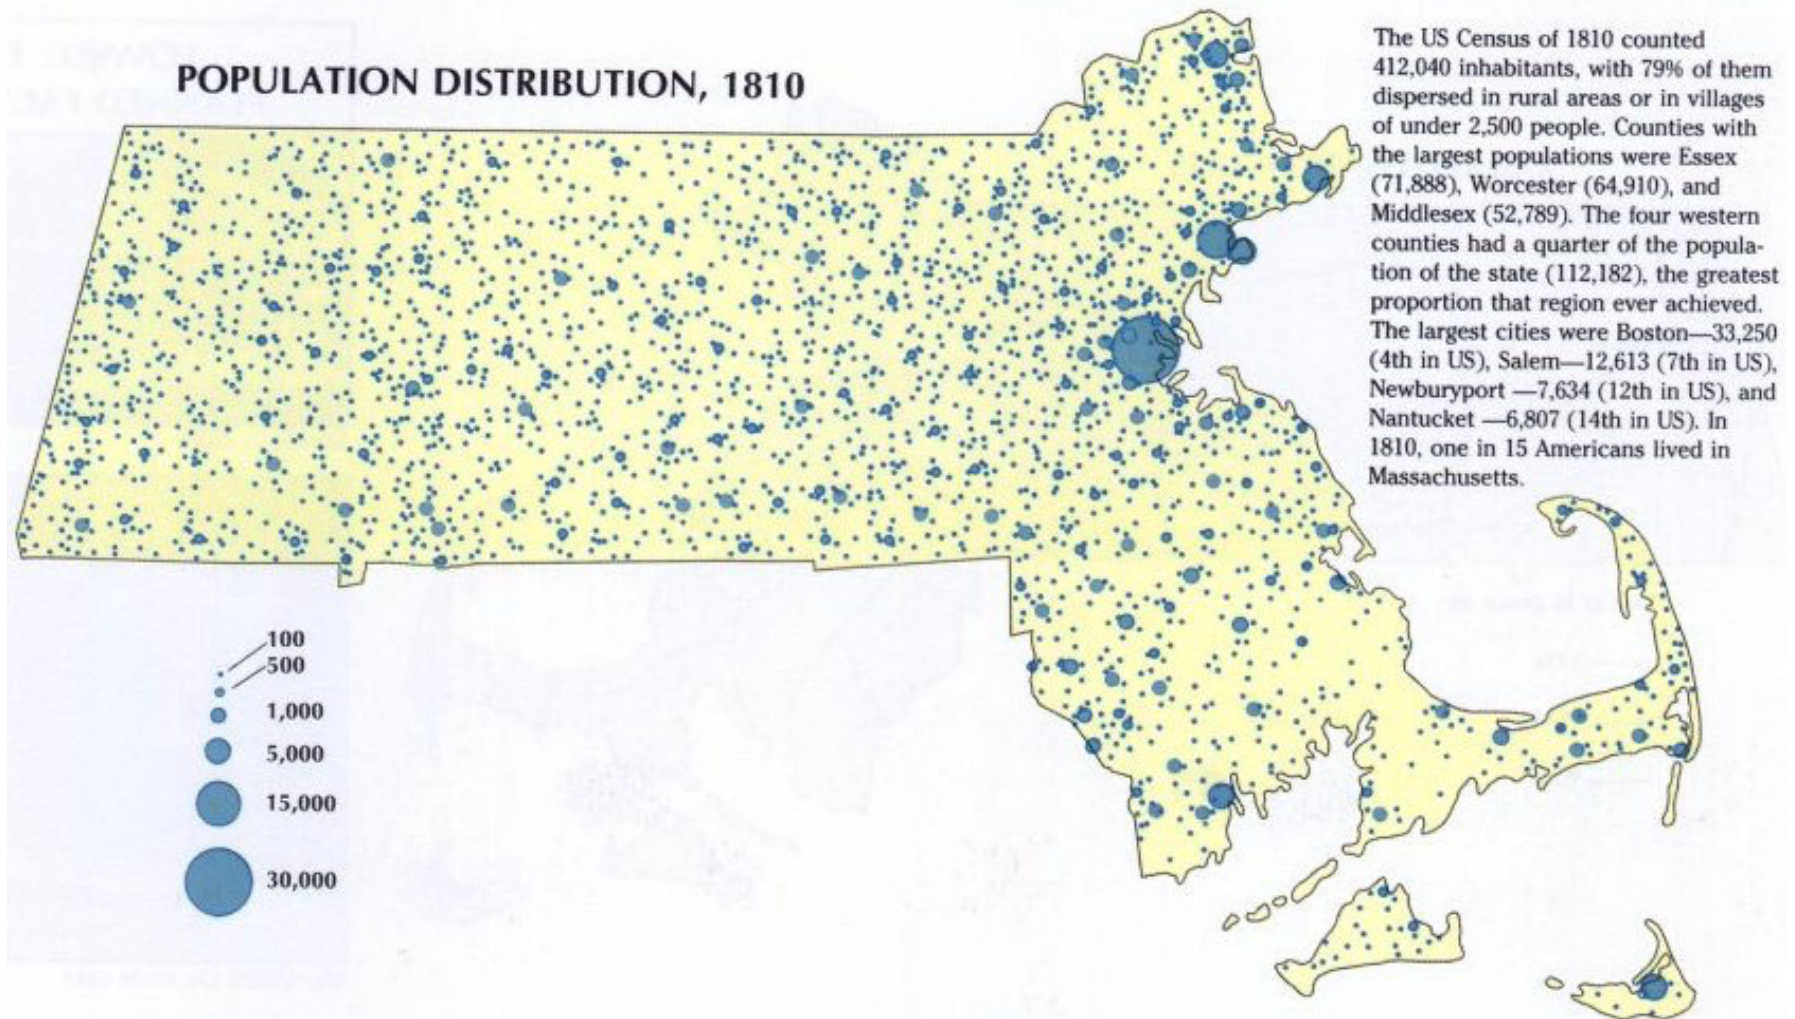 POPULATION DISTRIBUTION, 1810
The US Census of 1810 counted
412,040 inhabitants, with 79% of them
dispersed in rural areas or in villages
of under 2,500 people. Counties with
the largest populations were Essex
(71,888), Worcester (64,910), and
Middlesex (52,789). The four western
counties had a quarter of the popula-
tion of the state (112,182), the greatest
proportion that region ever achieved.
The largest cities were Boston—33,250
(4th in US), Salem—12,613 (7th in US),
Newburyport —7,634 (12th in US), and
Nantucket —6,807 (14th in US). In
1810, one in 15 Americans lived in
Massachusetts.
100
500
1,000
5,000
15,000
30,000